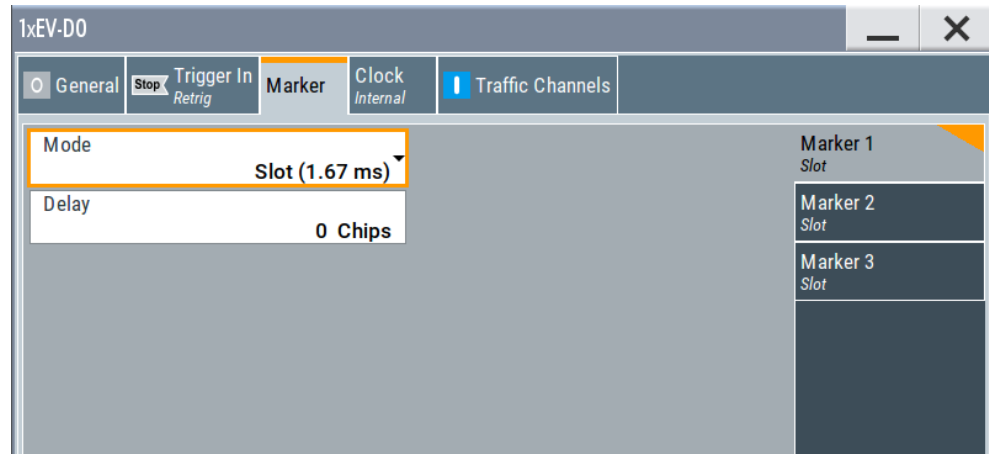 1xEV-DO
General
Stop Trigger In
Retrig
Marker
Clock
Internal
Traffic Channels
Mode
Slot (1.67 ms)
Delay
0 Chips
Marker 1
Slot
Marker 2
Slot
Marker 3
Slot